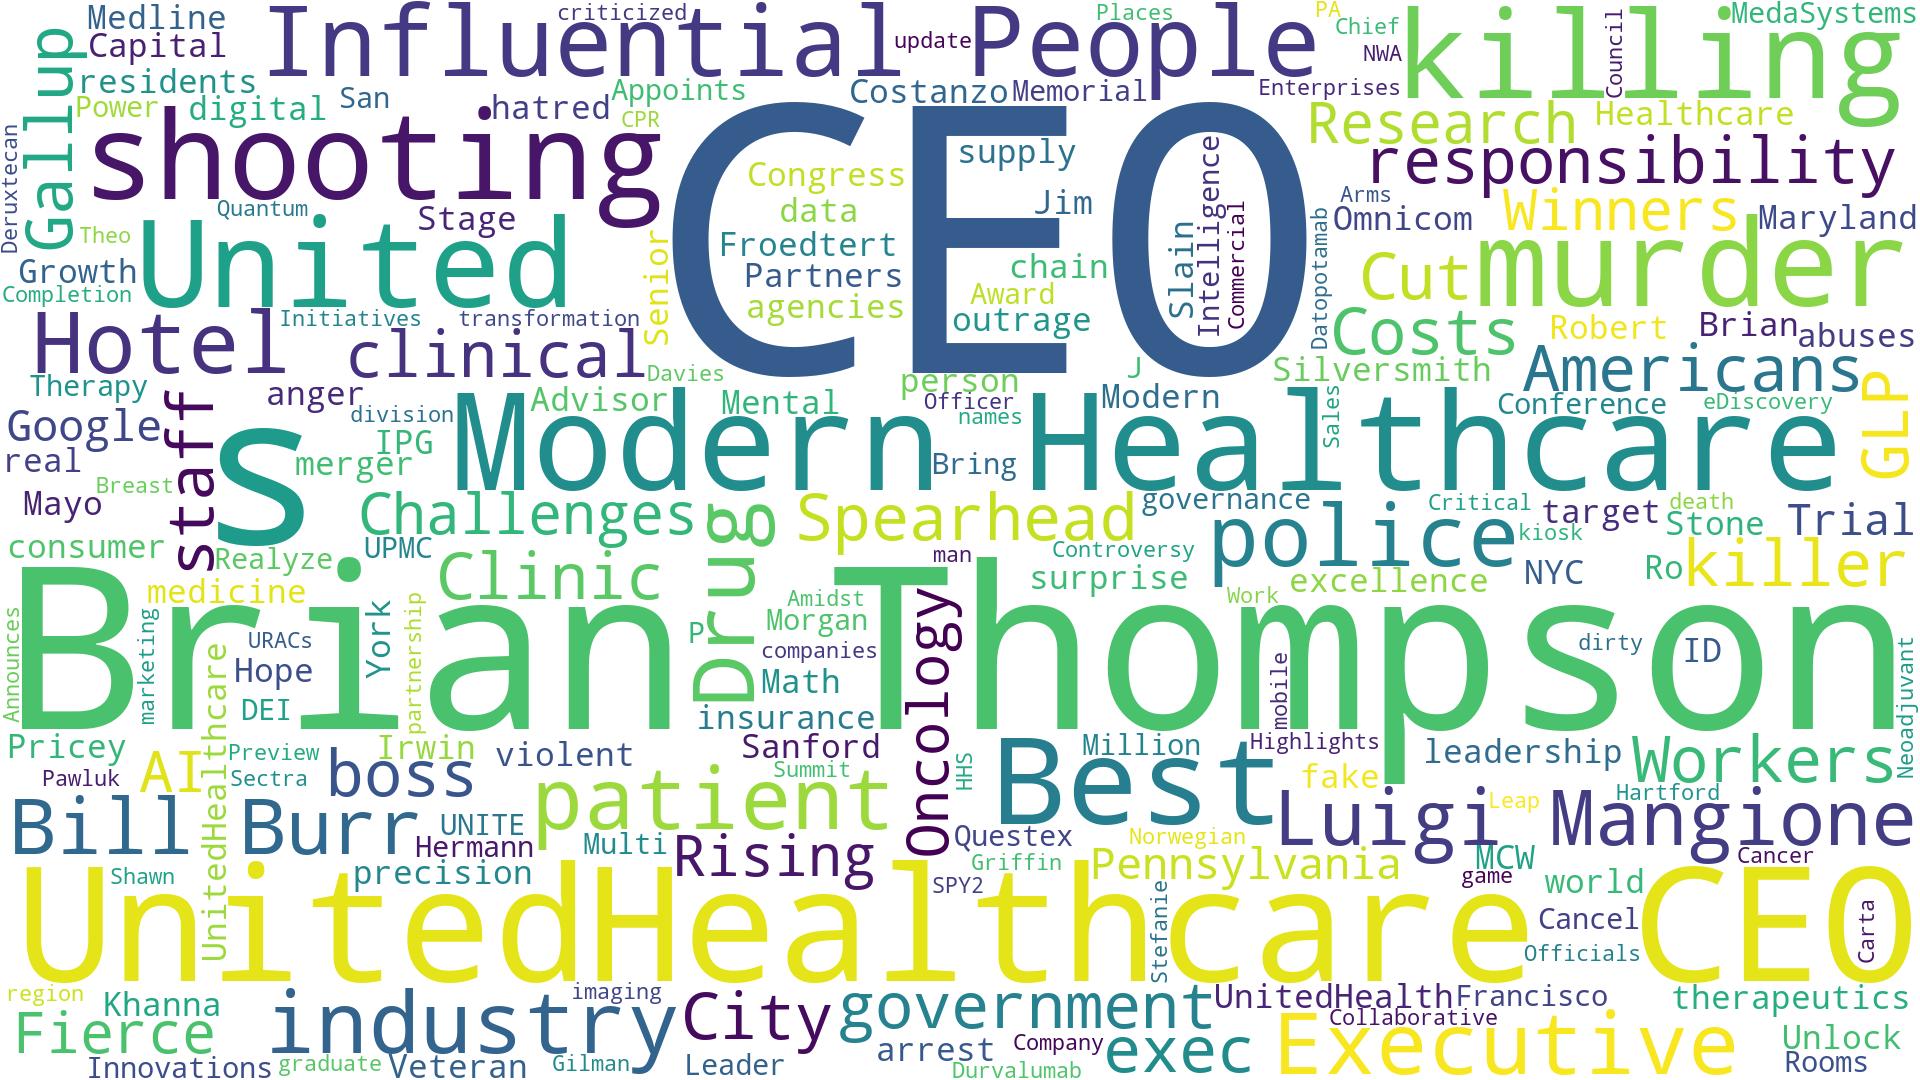 Medline
criticized
Influential People
update
Places
PA
Chief
NWA
Council
killing
MedaSystems
Capital
Gallup
residents
Power
digital
San
hatred
Appoints
CPR
Costanzo
Memorial
Enterprises
Research
Healthcare
shooting
CEO
supply
Congress
data
Jim
Froedtert
Partners
agencies
chain
Award
outrage
Slain
Intelligence
Commercial
responsibility
Deruxtecan
Quantum
Stage
Theo
Growth
Completion
United
Senior
Datopotamab
Arms
Omnicom
Winners
Maryland
murder
Cut
Costs
Robert
Brian
abuses
Hotel
Initiatives
transformation
clinical
Davies
Therapy
anger
Advisor
Mental
person
Officer
names
J
Modern
Silversmith
Americans
Conference
eDiscovery
GLP
Google
staff
s
division
IPG
merger
Modern Healthcare
Sales
real
Breast
Mayo
Bring
governance
Critical
target
death
kiosk
Stone
Trial
Challenges
Drug
Spearhead
police
consumer
Realyze
UPMC
Clinic
man
Controversy
surprise
excellence
NYC
Ro
killer
medicine
Work
Brian Thompson
Announces
marketing
URACs
Hope
DEI
York
partnership
P
Amidst
Morgan
companies
Math
insurance
Oncology
mobile
dirty
ID
Neoadjuvant
Pricey
UnitedHealthcare
Preview
Irwin
violent
Sanford
Summit
HHS
Million
Highlights
leadership
Workers
Pawluk
AI
Sectra
boss
patient
Best
fake
Leap
Hartford
Bill Burr
UNITE
Hermann
Multi
Rising
Questex
Norwegian
Luigi Mangione
Shawn
precision
Griffin
SPY2
Pennsylvania
MCW
game
Cancer
world
UnitedHealthcare CEO
Stefanie
Cancel
Officials
Carta
region
Khanna
imaging
Fierce
industry
City
government
UnitedHealth
Francisco
Collaborative
therapeutics
Innovations
graduate
Veteran
Gilman
Leader
arrest
Company
Durvalumab
exec
Executive
Unlock
Rooms